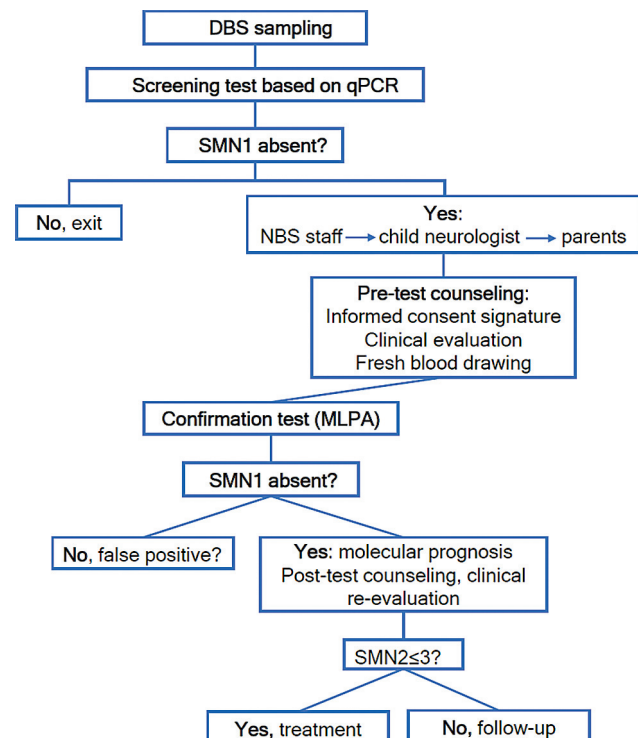 DBS sampling
Screening test based on qPCR
SMN1 absent?
No, exit
Yes:
NBS staff → child neurologist → parents
Pre-test counseling:
Informed consent signature
Clinical evaluation
Fresh blood drawing
Confirmation test (MLPA)
SMN1 absent?
No, false positive?
Yes: molecular prognosis
Post-test counseling, clinical
re-evaluation
SMN2≤3?
Yes, treatment
No, follow-up